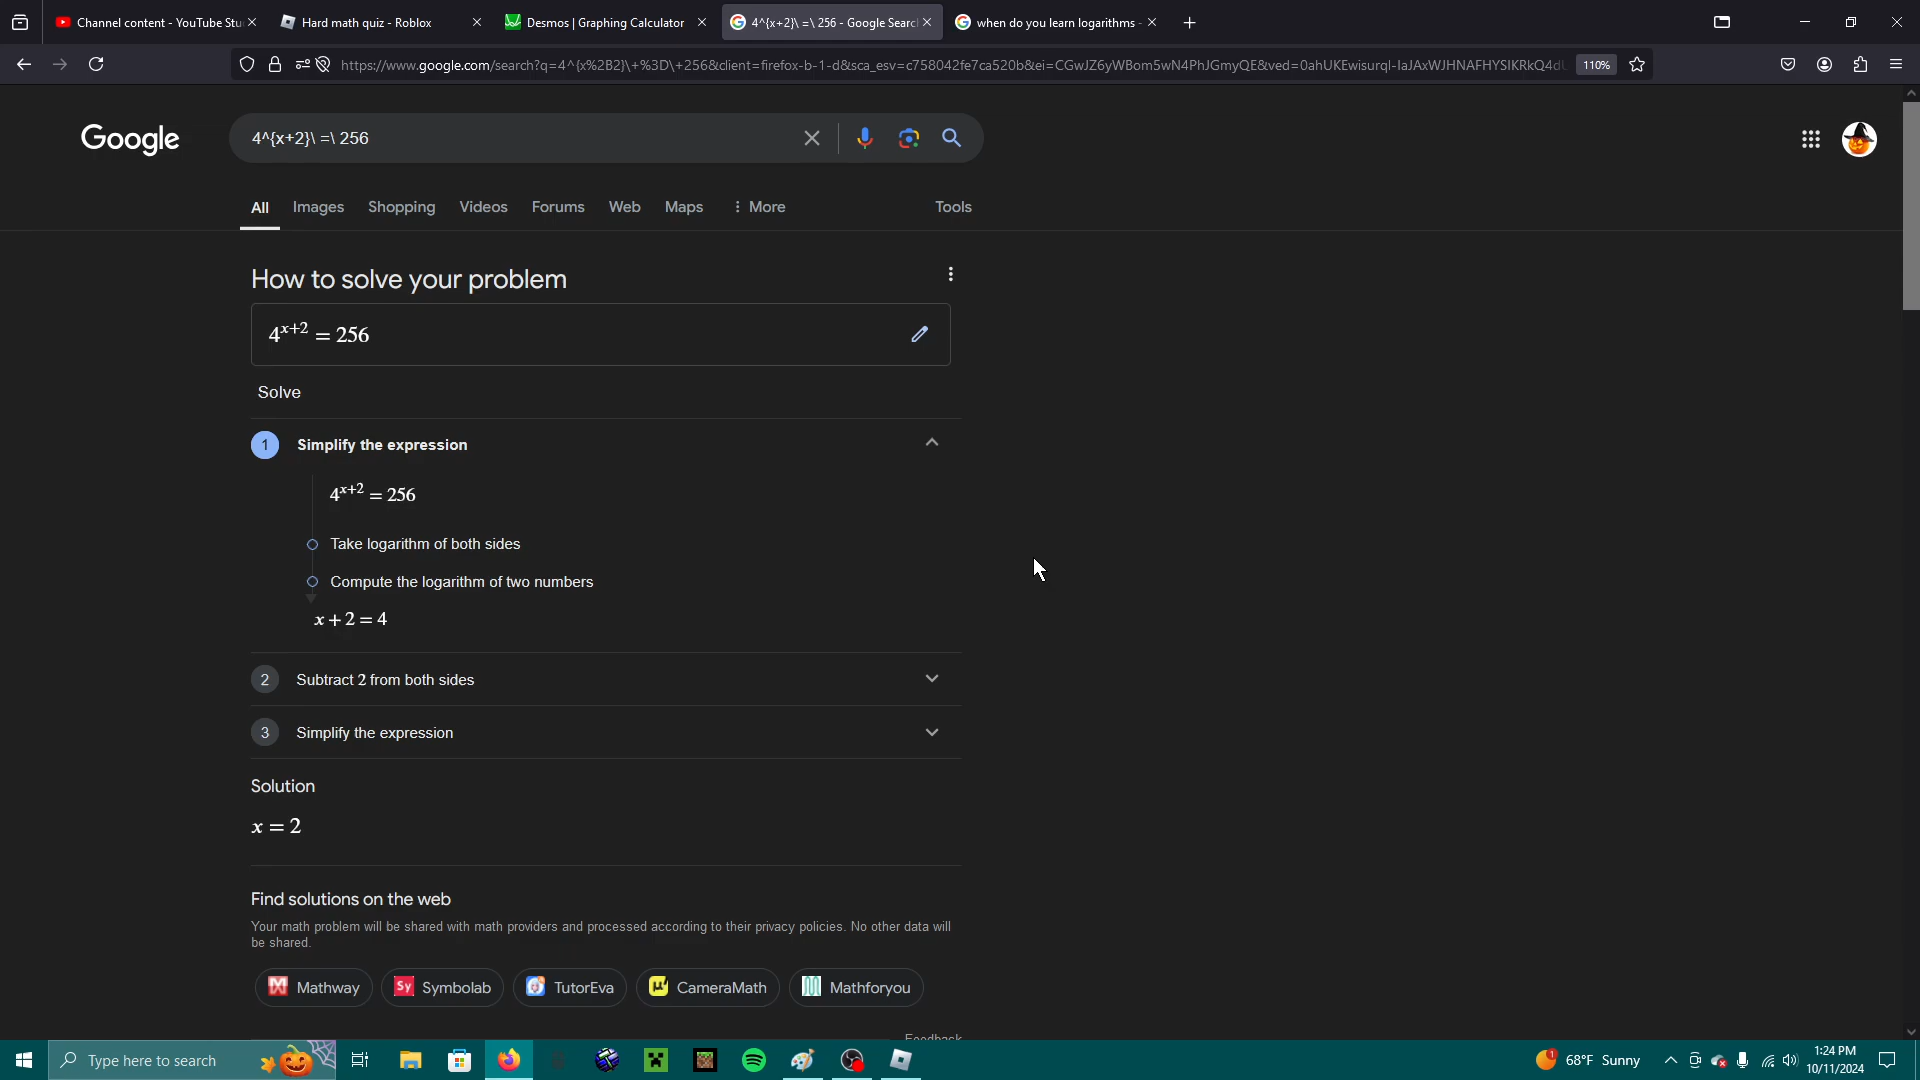 Channel content - YouTube Stu
Hard math quiz - Roblox
Desmos | Graphing Calculator
4^{x+2}\ =\ 256 - Google Searc
when do you learn logarithms -
https://www.google.com/search?q=4^{x%2B2}\+%3D\+256&client=firefox-b-1-d&sca_esv=c758042fe7ca520b&ei=CGwJZ6yWBom5wN4PhJGmyQE&ved=0ahUKEwisurqI-IaJAxWJHNAFHYSIKRkQ4d
110%
Google
4^{x+2}\ =\ 256
All
Images
Shopping
Videos
Forums
Web
Maps
More
Tools
How to solve your problem
4^{x+2} = 256
Solve
1 Simplify the expression
4^{x+2} = 256
Take logarithm of both sides
Compute the logarithm of two numbers
x + 2 = 4
2 Subtract 2 from both sides
3 Simplify the expression
Solution
x = 2
Find solutions on the web
Your math problem will be shared with math providers and processed according to their privacy policies. No other data will
be shared.
Mathway
Sy Symbolab
TutorEva
CameraMath
Mathforyou
Feedback
Type here to search
1
68°F Sunny
1:24 PM
10/11/2024